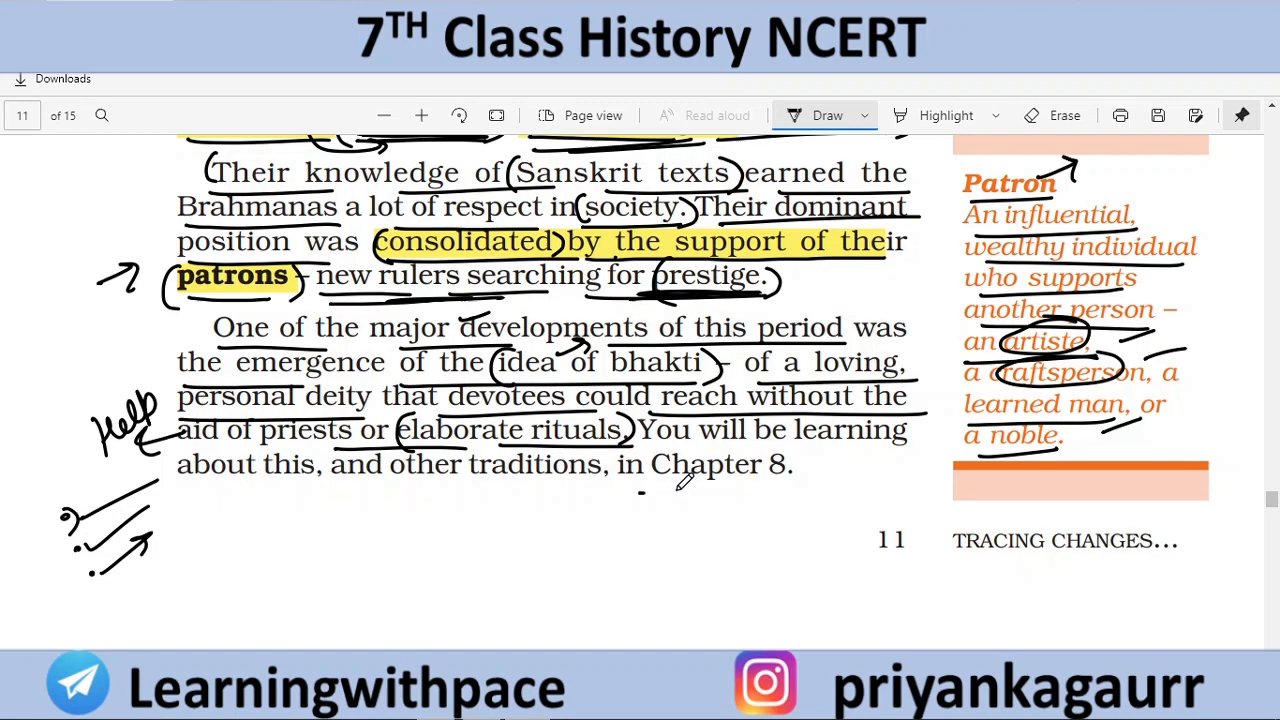 7TH Class History NCERT
Downloads
11 of 15 Page view Read aloud Draw Highlight Erase
Their knowledge of Sanskrit texts earned the
Brahmanas a lot of respect in society. Their dominant
position was consolidated by the support of their
patrons – new rulers searching for prestige.
One of the major developments of this period was
the emergence of the idea of bhakti – of a loving,
personal deity that devotees could reach without the
aid of priests or elaborate rituals. You will be learning
about this, and other traditions, in Chapter 8.
Help
Patron
An influential,
wealthy individual
who supports
another person –
an artiste,
a craftsperson, a
learned man, or
a noble.
11 TRACING CHANGES...
Learningwithpace priyankagaurr